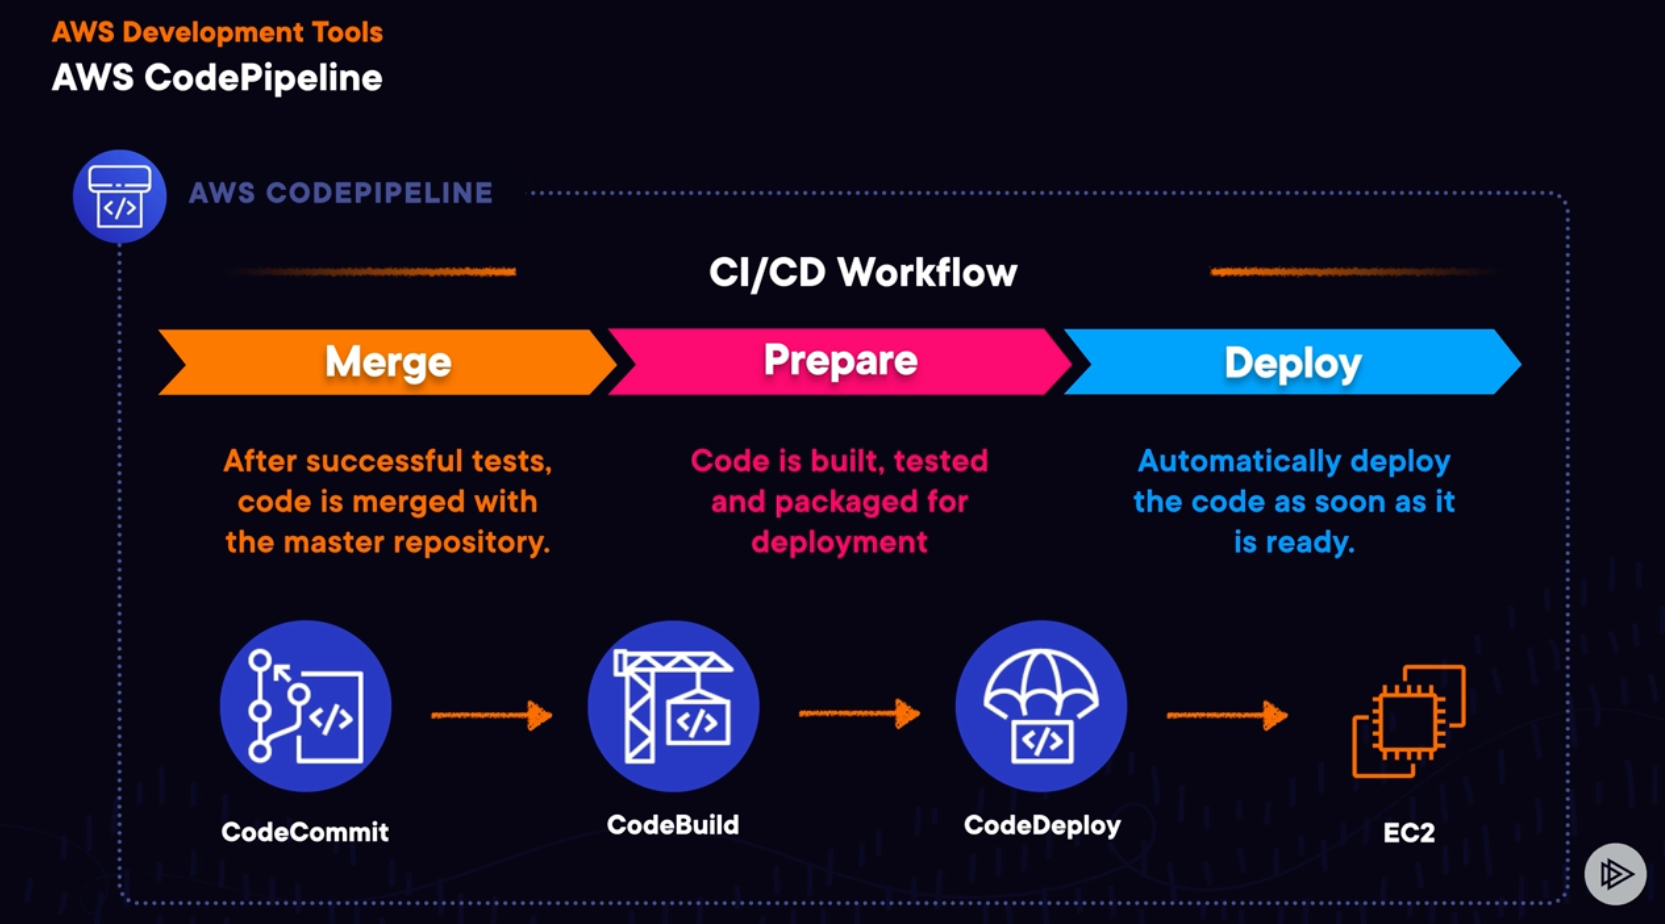 AWS Development Tools
AWS CodePipeline
AWS CODEPIPELINE
CI/CD Workflow
Merge
Prepare
Deploy
After successful tests,
code is merged with
the master repository.
Code is built, tested
and packaged for
deployment
Automatically deploy
the code as soon as it
is ready.
</>
</>
</>
</>
CodeCommit
CodeBuild
CodeDeploy
EC2